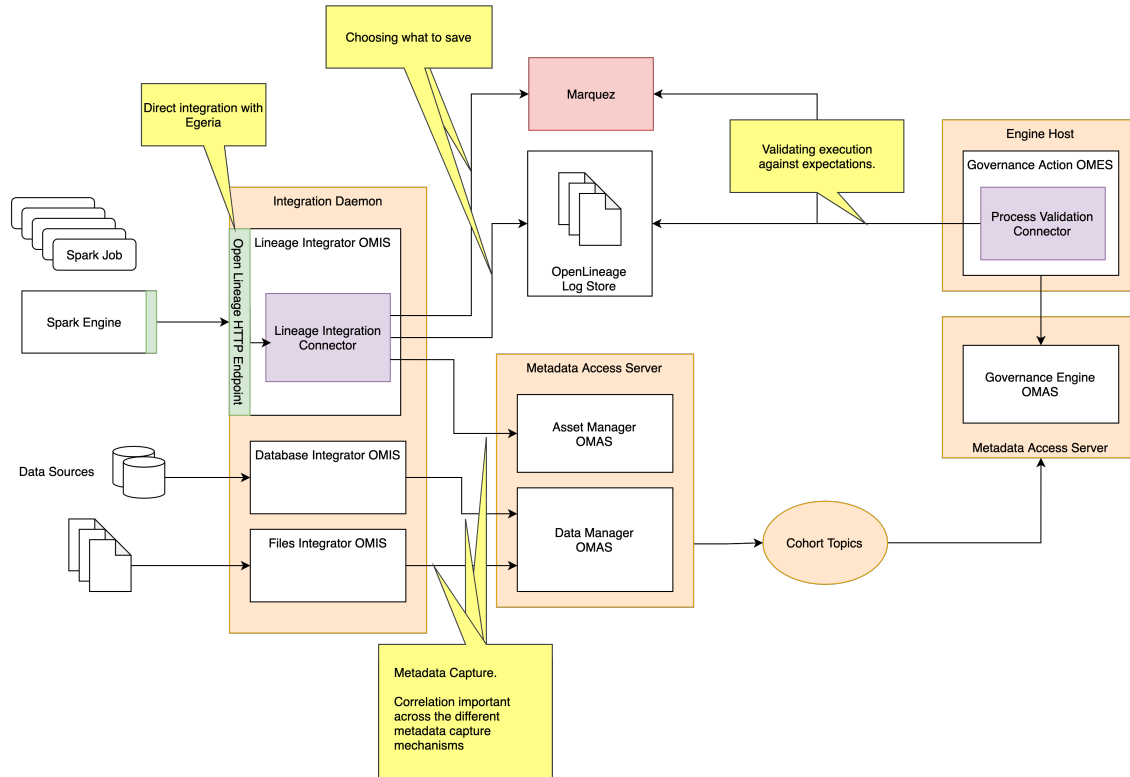 Choosing what to save
Marquez
Direct integration with
Egeria
Validating execution
against expectations.
Engine Host
Governance Action OMES
Process Validation
Connector
Integration Daemon
Lineage Integrator OMIS
Open Lineage HTTP Endpoint
Lineage Integration
Connector
Spark Job
Spark Engine
OpenLineage
Log Store
Metadata Access Server
Asset Manager
OMAS
Data Manager
OMAS
Governance Engine
OMAS
Metadata Access Server
Data Sources
Database Integrator OMIS
Files Integrator OMIS
Cohort Topics
Metadata Capture.
Correlation important
across the different
metadata capture
mechanisms